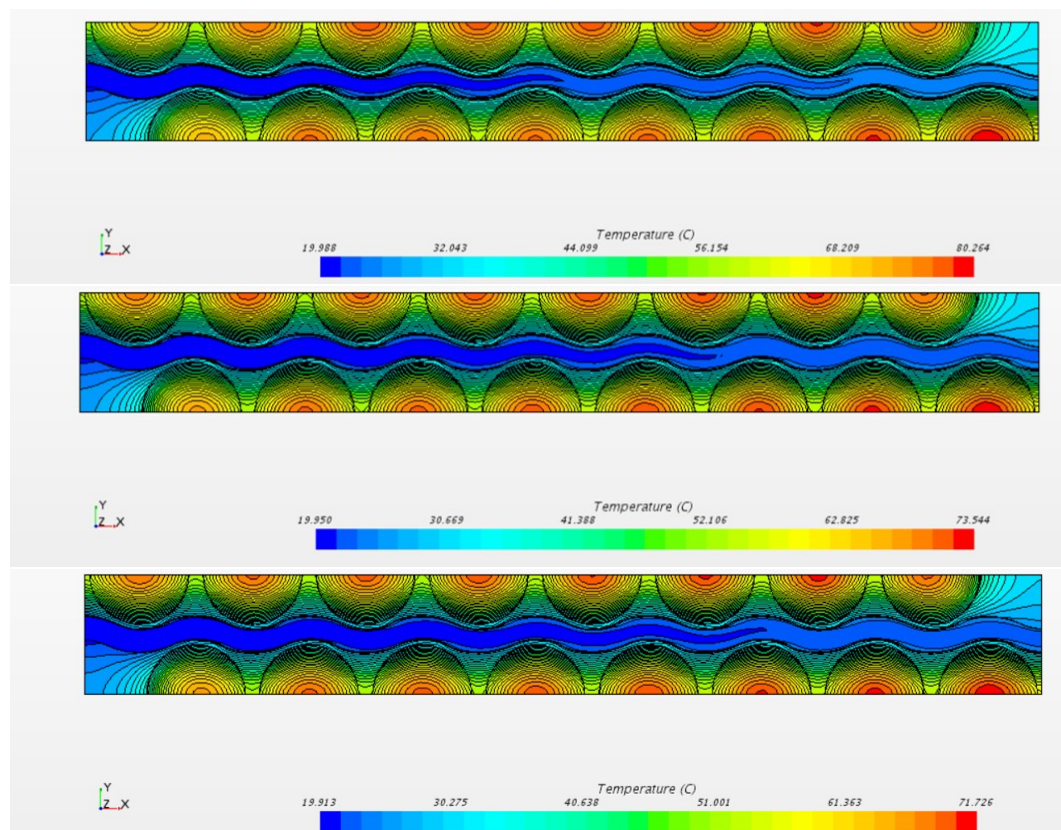 Y
Z X
Temperature (C)
19.988 32.043 44.099 56.154 68.209 80.264
Y
Z X
Temperature (C)
19.950 30.669 41.388 52.106 62.825 73.544
Y
Z X
Temperature (C)
19.913 30.275 40.638 51.001 61.363 71.726